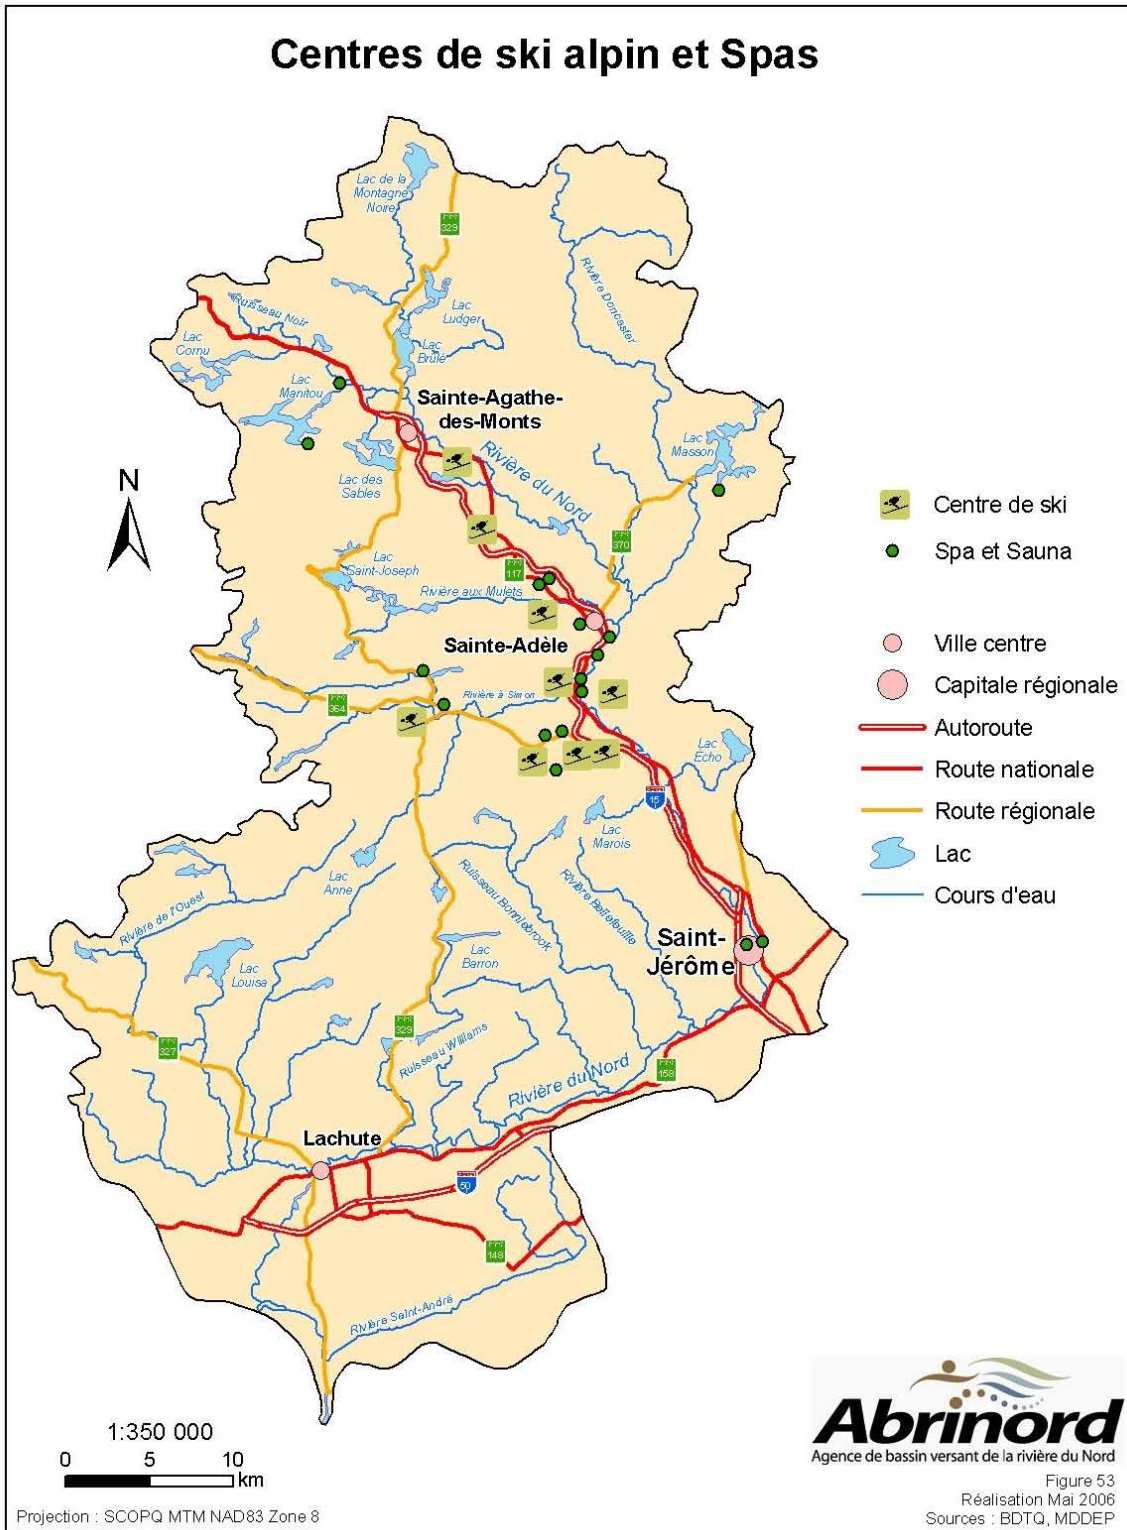 Centres de ski alpin et Spas
Lac de la
Montagne
Noire
329
Rivière Doncaster
Ruisseau Noir
Lac
Ludger
Lac
Cornu
Lac
Brûlé
Lac
Manitou
Sainte-Agathe-
des-Monts
Lac
Masson
Rivière du Nord
Lac des
Sables
N
370
117
Lac
Saint-Joseph
Rivière aux Mulets
Sainte-Adèle
Rivière à Simon
364
Lac
Écho
15
Lac
Marois
Lac
Anne
Ruisseau Bonniebrook
Rivière Bellefeuille
Rivière de l'Ouest
Saint-
Jérôme
Lac
Barron
Lac
Louisa
329
Ruisseau Williams
327
Rivière du Nord
158
Lachute
50
148
Rivière Saint-André
Centre de ski
Spa et Sauna
Ville centre
Capitale régionale
Autoroute
Route nationale
Route régionale
Lac
Cours d'eau
1:350 000
0 5 10
km
Projection : SCOPQ MTM NAD83 Zone 8
Abrinord
Agence de bassin versant de la rivière du Nord
Figure 53
Réalisation Mai 2006
Sources : BDTQ, MDDEP